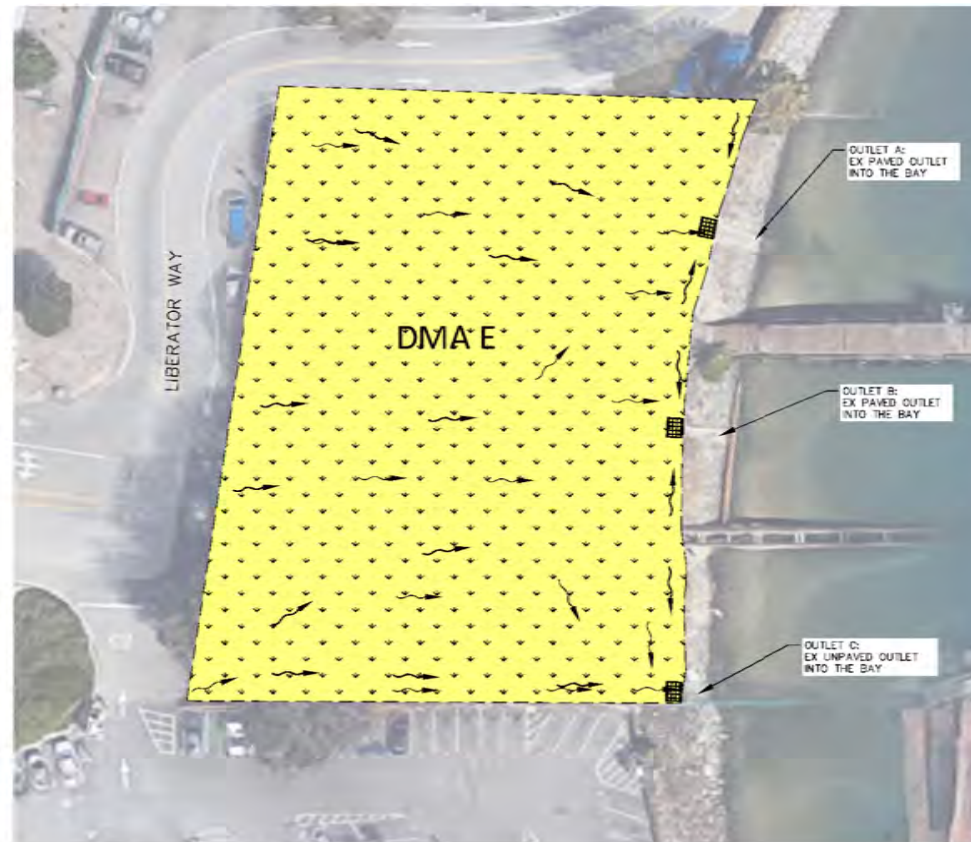 OUTLET A:
EX PAVED OUTLET
INTO THE BAY
LIBERATOR WAY
DMA E
OUTLET B:
EX PAVED OUTLET
INTO THE BAY
OUTLET C:
EX UNPAVED OUTLET
INTO THE BAY